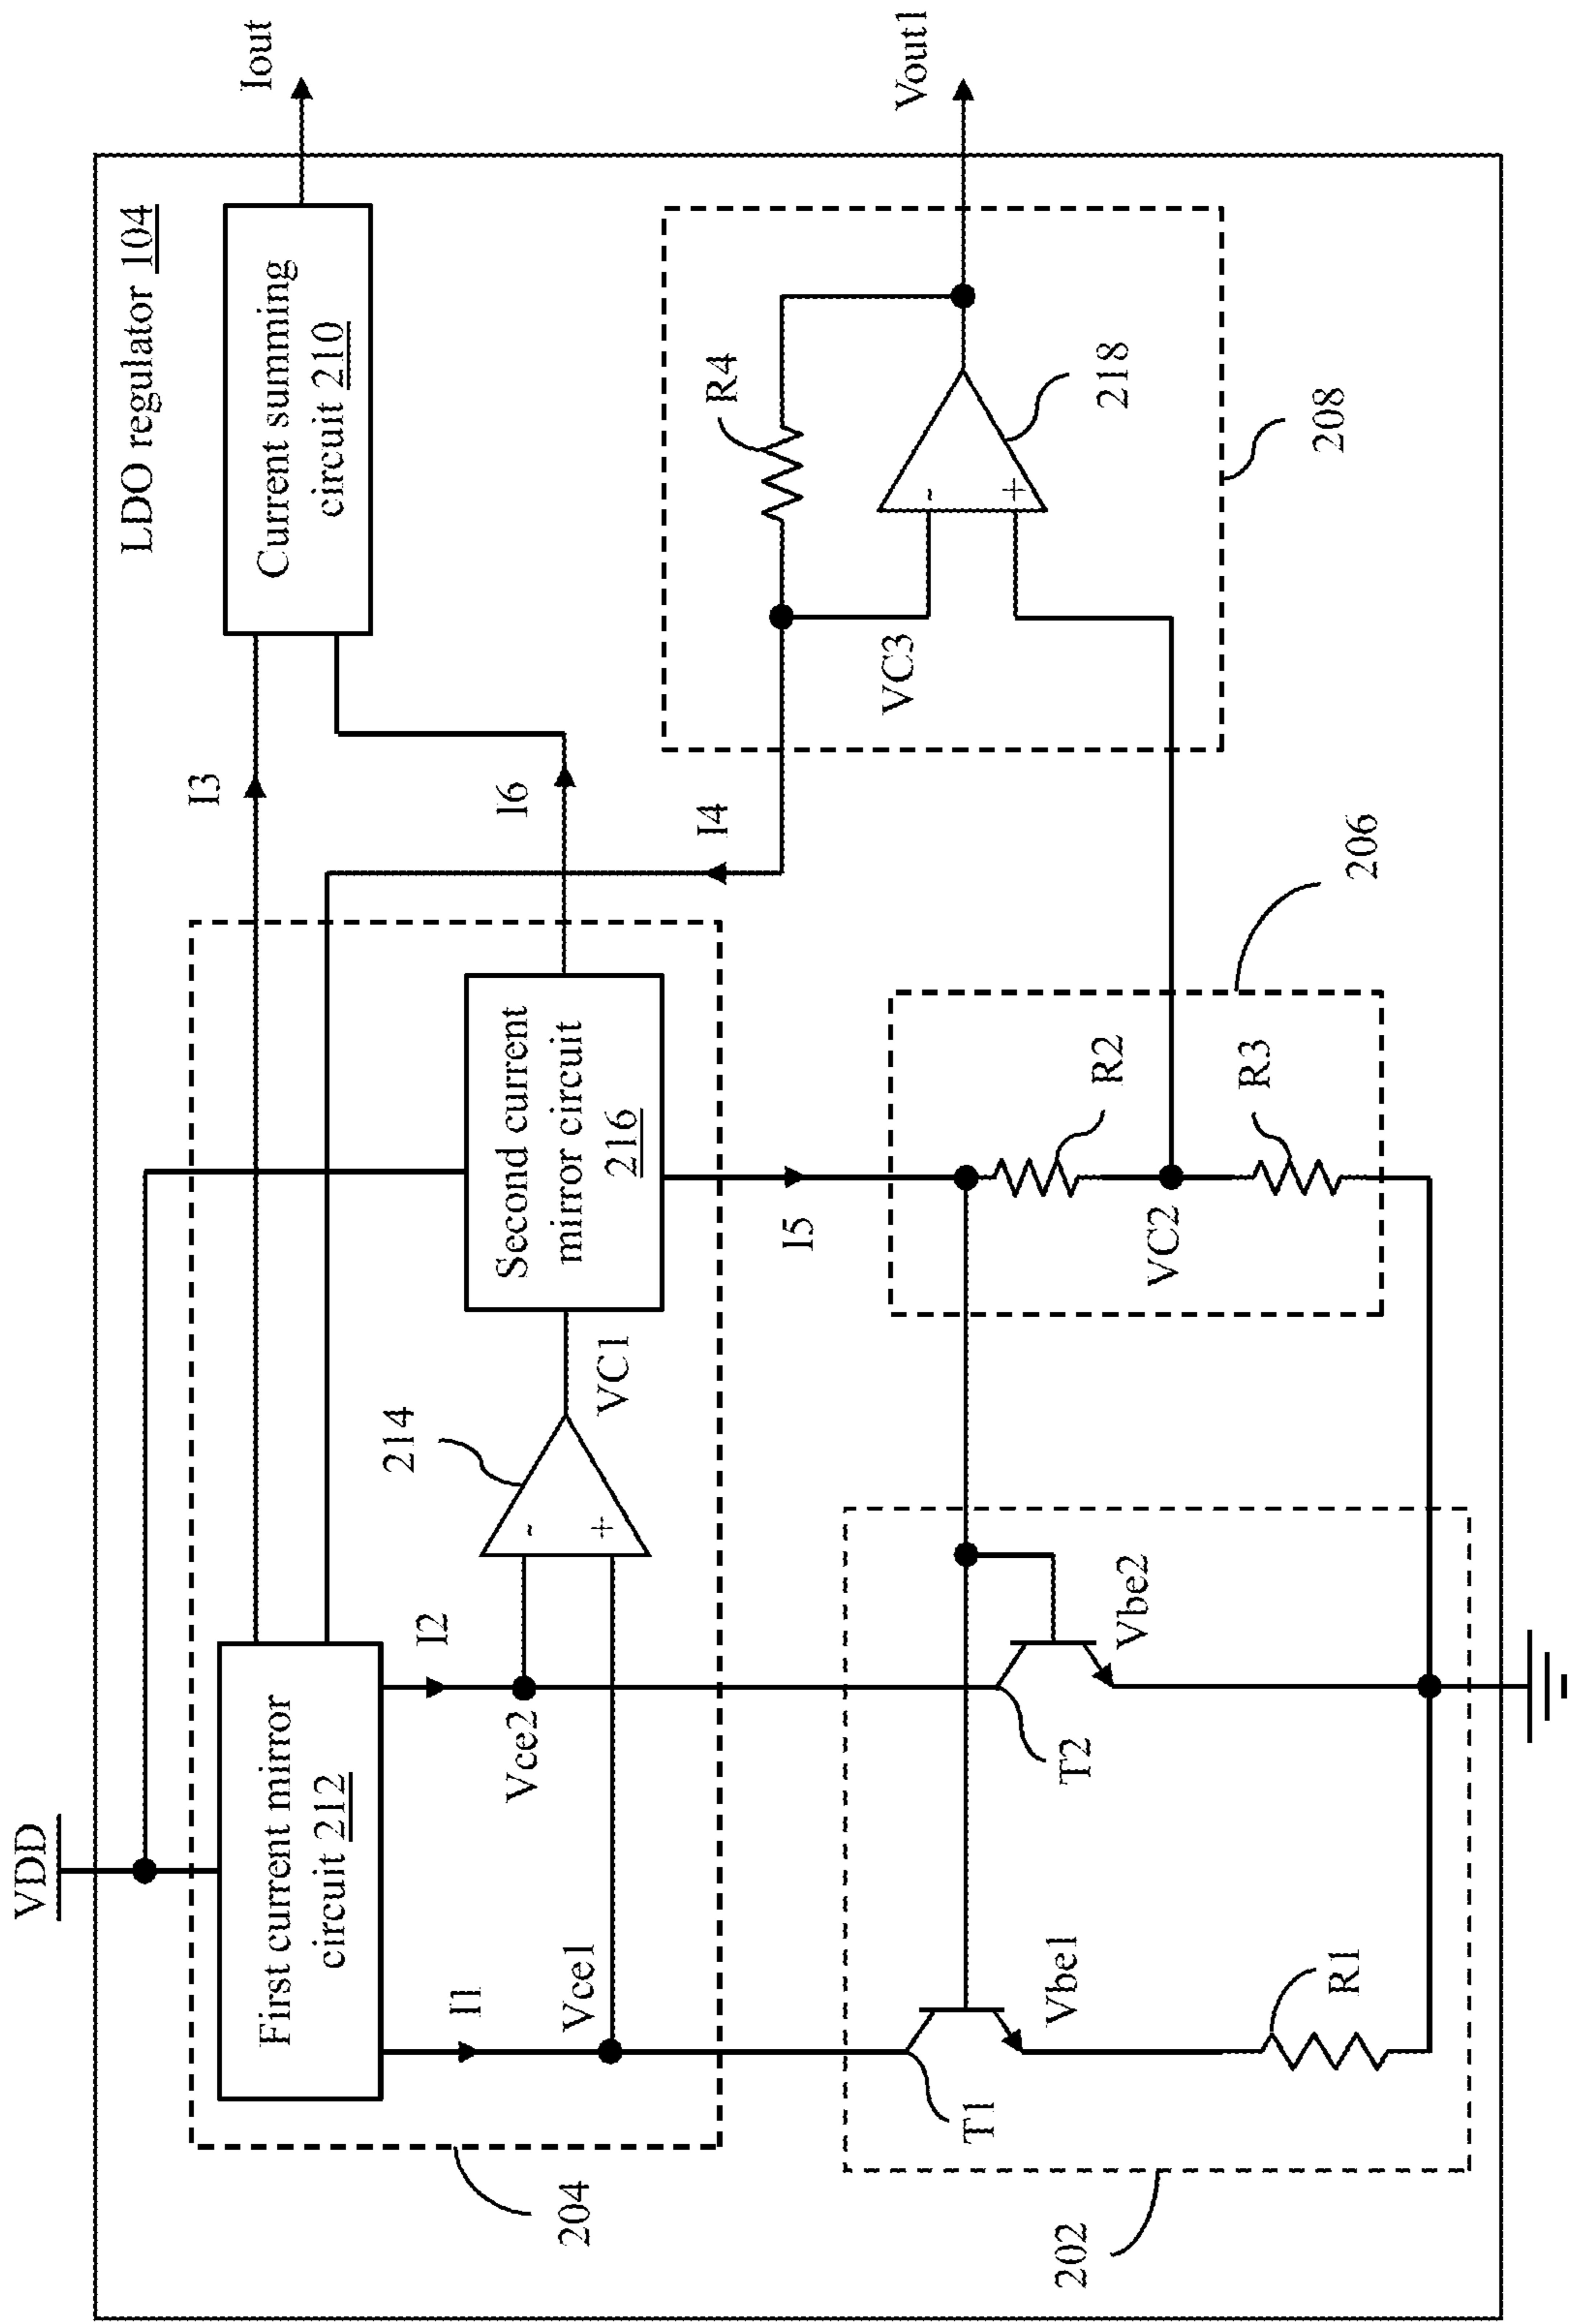 LDO regulator 104
VDD
Iout
Vout1
First current mirror
circuit 212
Current summing
circuit 210
I3
I6
I4
I1
I2
Vce1
Vce2
-
+
214
VC1
Second current
mirror circuit
216
I5
204
R4
VC3
-
+
218
208
206
R2
VC2
R3
T1
Vbe1
R1
T2
Vbe2
202